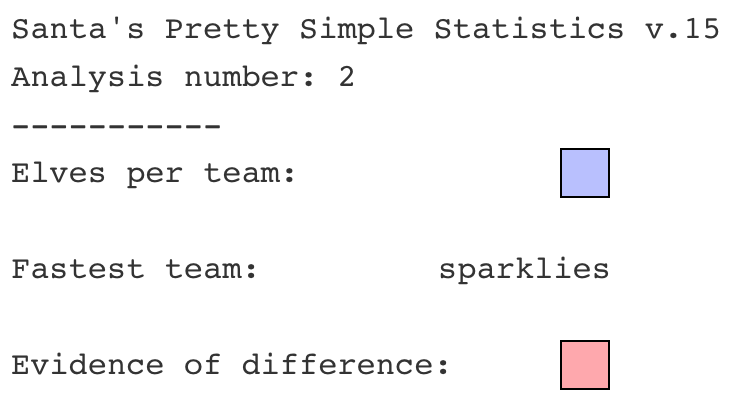 Santa's Pretty Simple Statistics v.15
Analysis number: 2
-----------
Elves per team:
Fastest team: sparklies
Evidence of difference: